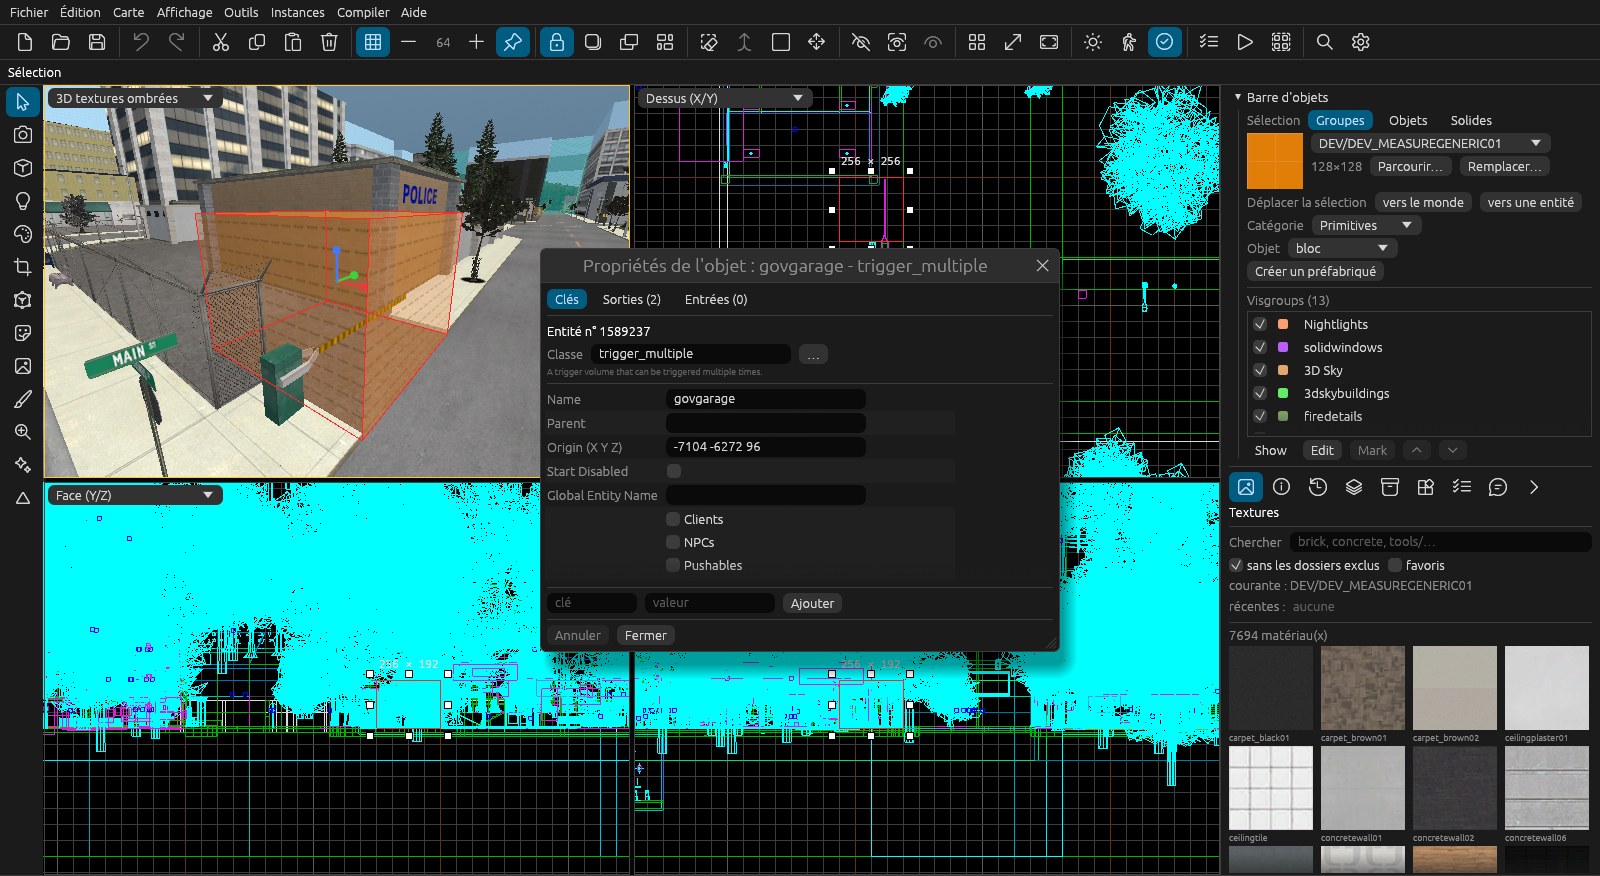 Fichier Édition Carte Affichage Outils Instances Compiler Aide
64
Sélection
3D textures ombrées
POLICE
MAIN ST
Dessus (X/Y)
256 × 256
Face (Y/Z)
256 × 192
256 × 192
Propriétés de l'objet : govgarage - trigger_multiple
Clés Sorties (2) Entrées (0)
Entité n° 1589237
Classe trigger_multiple ...
A trigger volume that can be triggered multiple times.
Name govgarage
Parent
Origin (X Y Z) -7104 -6272 96
Start Disabled
Global Entity Name
Clients
NPCs
Pushables
clé valeur Ajouter
Annuler Fermer
Barre d'objets
Sélection Groupes Objets Solides
DEV/DEV_MEASUREGENERIC01
128×128 Parcourir... Remplacer...
Déplacer la sélection vers le monde vers une entité
Catégorie Primitives
Objet bloc
Créer un préfabriqué
Visgroups (13)
Nightlights
solidwindows
3D Sky
3dskybuildings
firedetails
Show Edit Mark
Textures
Chercher brick, concrete, tools/...
sans les dossiers exclus favoris
courante : DEV/DEV_MEASUREGENERIC01
récentes : aucune
7694 matériau(x)
carpet_black01 carpet_brown01 carpet_brown02 ceilingplaster01
ceilingtile concretewall01 concretewall02 concretewall06